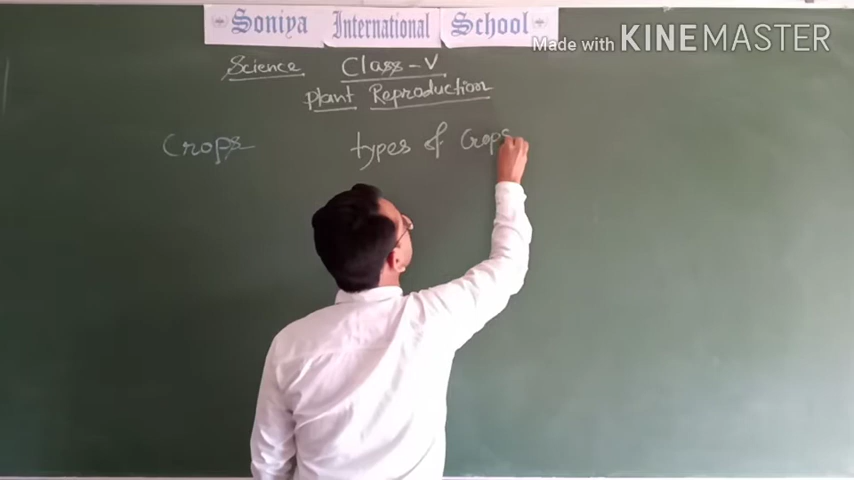 Soniya International School
Made with KINEMASTER
Science Class-V
Plant Reproduction
Crops types of Crops